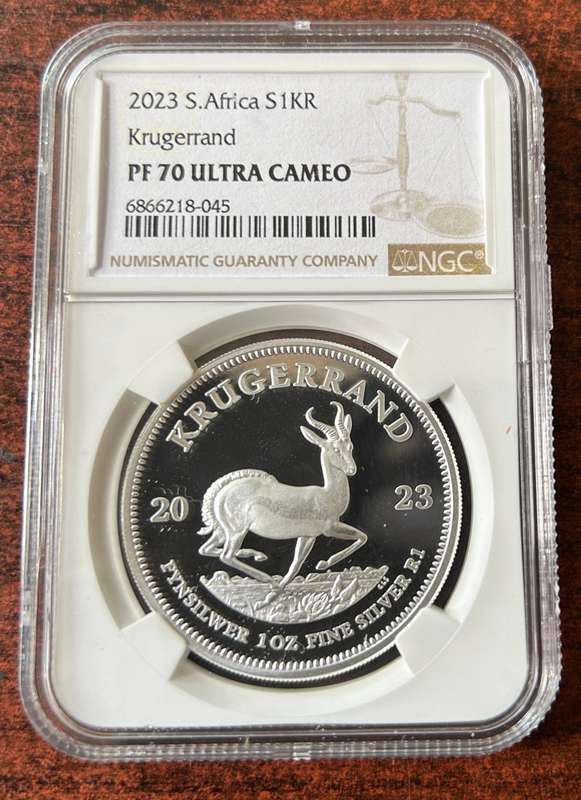 2023 S.Africa S1KR
Krugerrand
PF 70 ULTRA CAMEO
6866218-045
NUMISMATIC GUARANTY COMPANY
NGC®
KRUGERRAND
20 23
FYNSILWER 1OZ FINE SILVER R1